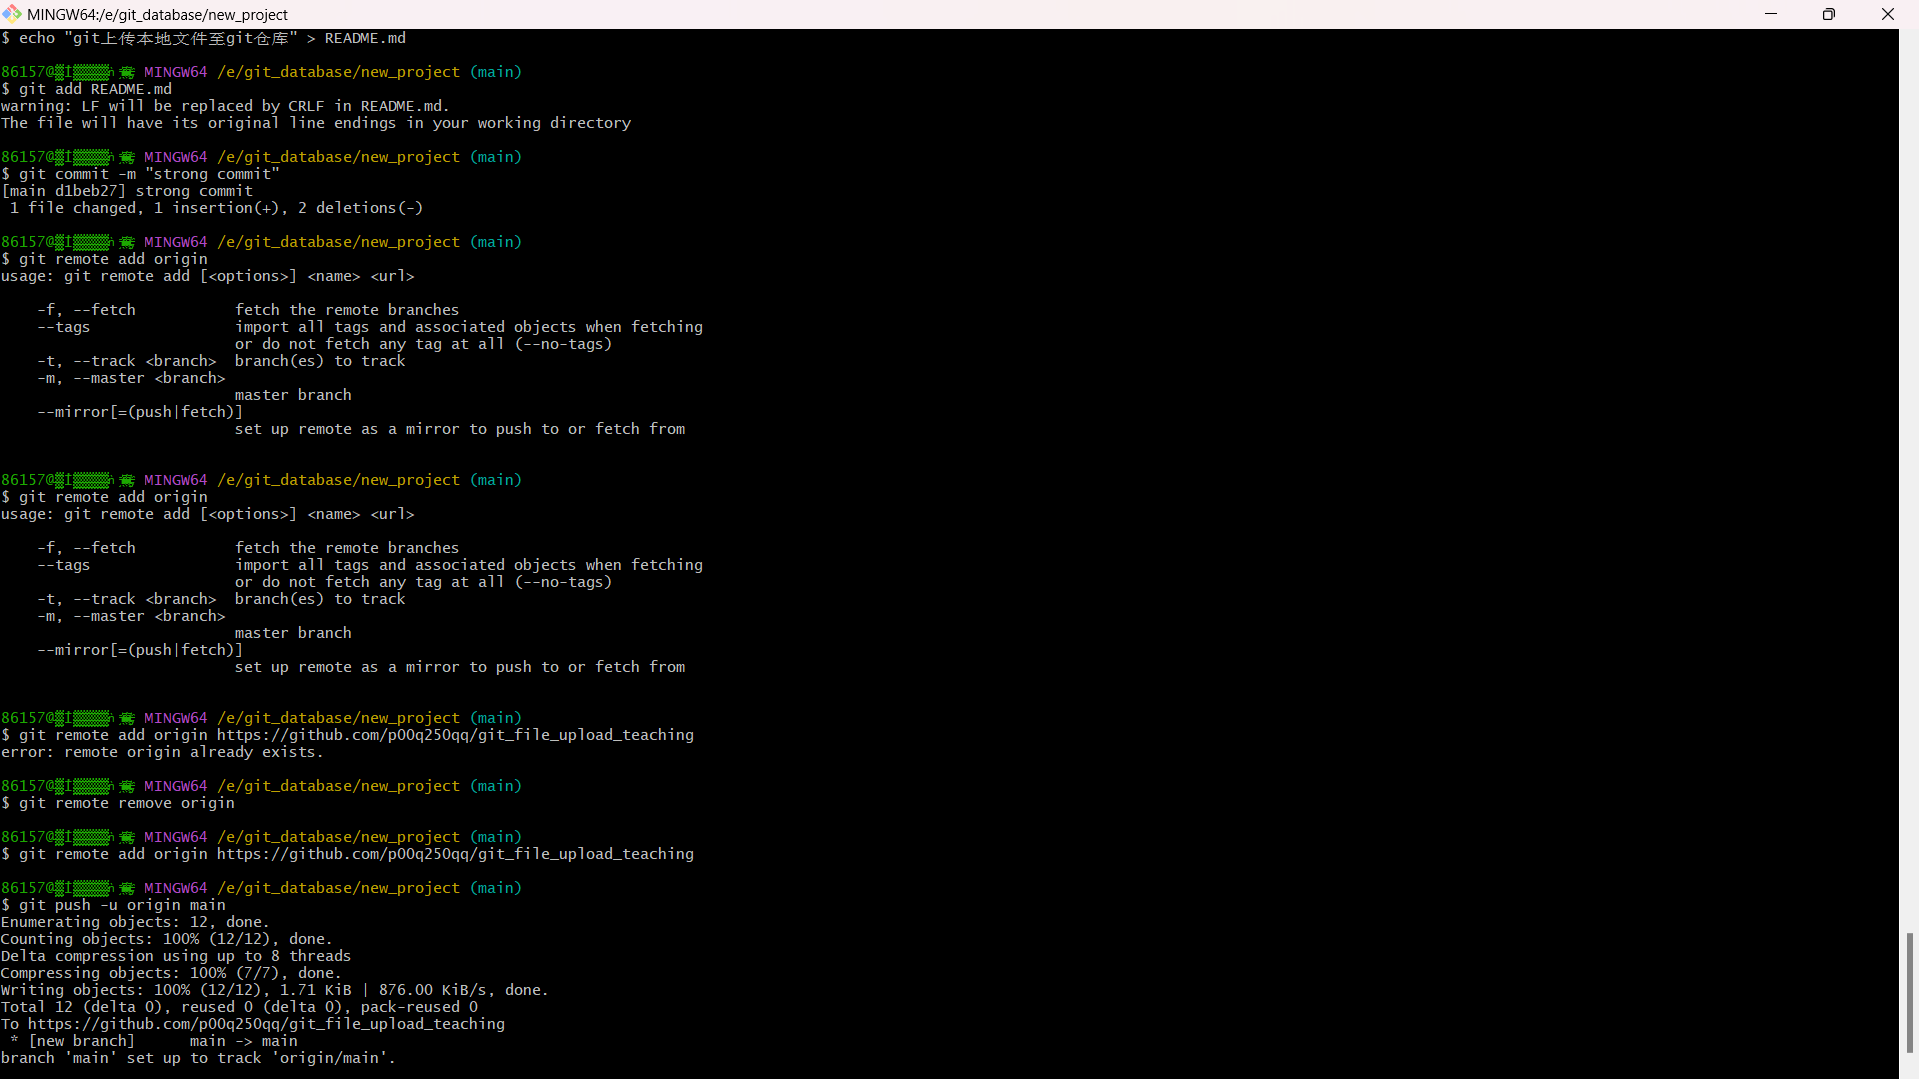 MINGW64:/e/git_database/new_project
$ echo "git上传本地文件至git仓库" > README.md
86157@ MINGW64 /e/git_database/new_project (main)
$ git add README.md
warning: LF will be replaced by CRLF in README.md.
The file will have its original line endings in your working directory
86157@ MINGW64 /e/git_database/new_project (main)
$ git commit -m "strong commit"
[main d1beb27] strong commit
 1 file changed, 1 insertion(+), 2 deletions(-)
86157@ MINGW64 /e/git_database/new_project (main)
$ git remote add origin
usage: git remote add [<options>] <name> <url>
    -f, --fetch           fetch the remote branches
    --tags                import all tags and associated objects when fetching
                          or do not fetch any tag at all (--no-tags)
    -t, --track <branch>  branch(es) to track
    -m, --master <branch>
                          master branch
    --mirror[=(push|fetch)]
                          set up remote as a mirror to push to or fetch from
86157@ MINGW64 /e/git_database/new_project (main)
$ git remote add origin
usage: git remote add [<options>] <name> <url>
    -f, --fetch           fetch the remote branches
    --tags                import all tags and associated objects when fetching
                          or do not fetch any tag at all (--no-tags)
    -t, --track <branch>  branch(es) to track
    -m, --master <branch>
                          master branch
    --mirror[=(push|fetch)]
                          set up remote as a mirror to push to or fetch from
86157@ MINGW64 /e/git_database/new_project (main)
$ git remote add origin https://github.com/p00q250qq/git_file_upload_teaching
error: remote origin already exists.
86157@ MINGW64 /e/git_database/new_project (main)
$ git remote remove origin
86157@ MINGW64 /e/git_database/new_project (main)
$ git remote add origin https://github.com/p00q250qq/git_file_upload_teaching
86157@ MINGW64 /e/git_database/new_project (main)
$ git push -u origin main
Enumerating objects: 12, done.
Counting objects: 100% (12/12), done.
Delta compression using up to 8 threads
Compressing objects: 100% (7/7), done.
Writing objects: 100% (12/12), 1.71 KiB | 876.00 KiB/s, done.
Total 12 (delta 0), reused 0 (delta 0), pack-reused 0
To https://github.com/p00q250qq/git_file_upload_teaching
 * [new branch]      main -> main
branch 'main' set up to track 'origin/main'.